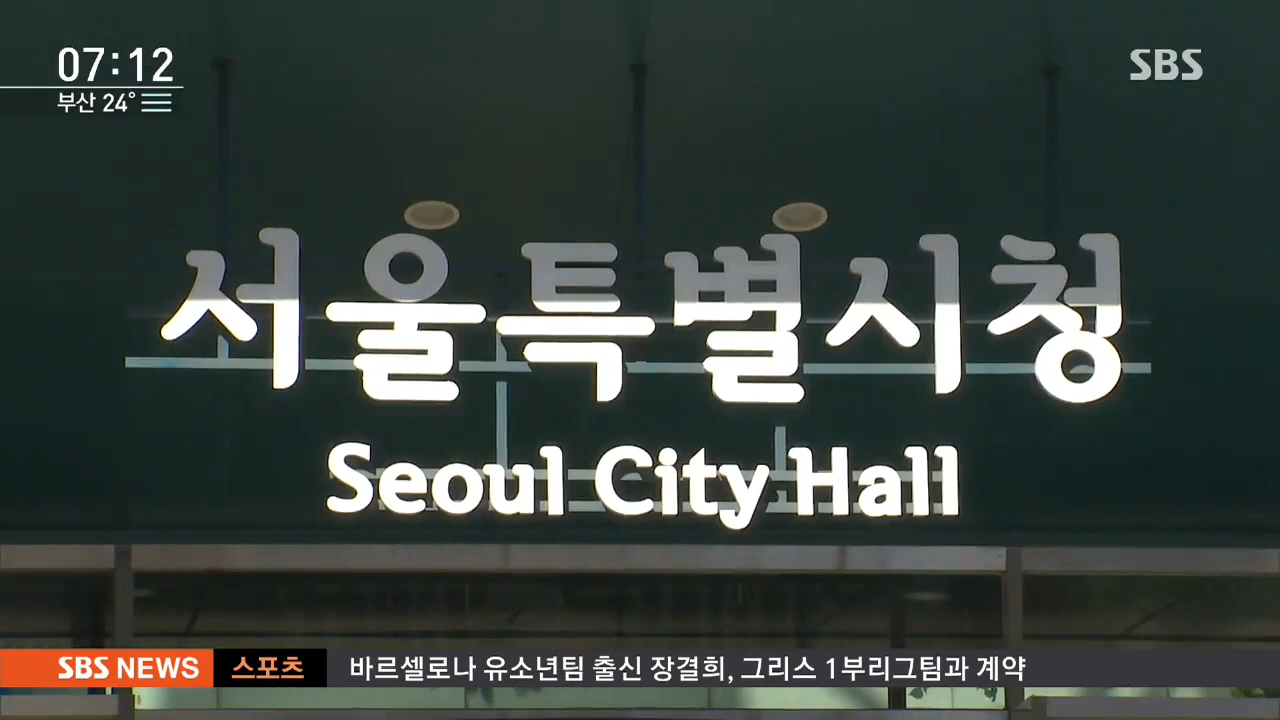 07:12
SBS
부산 24°
서울특별시청
Seoul City Hall
SBS NEWS 스포츠 바르셀로나 유소년팀 출신 장결희, 그리스 1부리그팀과 계약